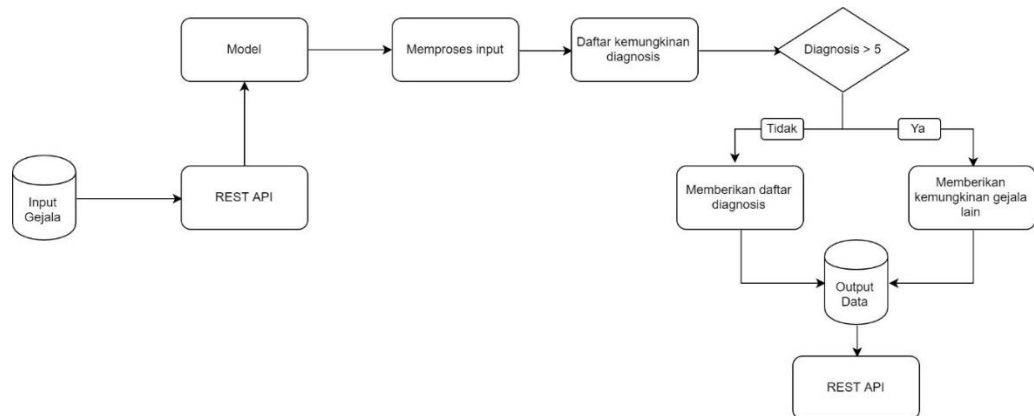 Model
Memproses input
Daftar kemungkinan
diagnosis
Diagnosis > 5
Tidak
Ya
Input
Gejala
REST API
Memberikan daftar
diagnosis
Memberikan
kemungkinan gejala
lain
Output
Data
REST API